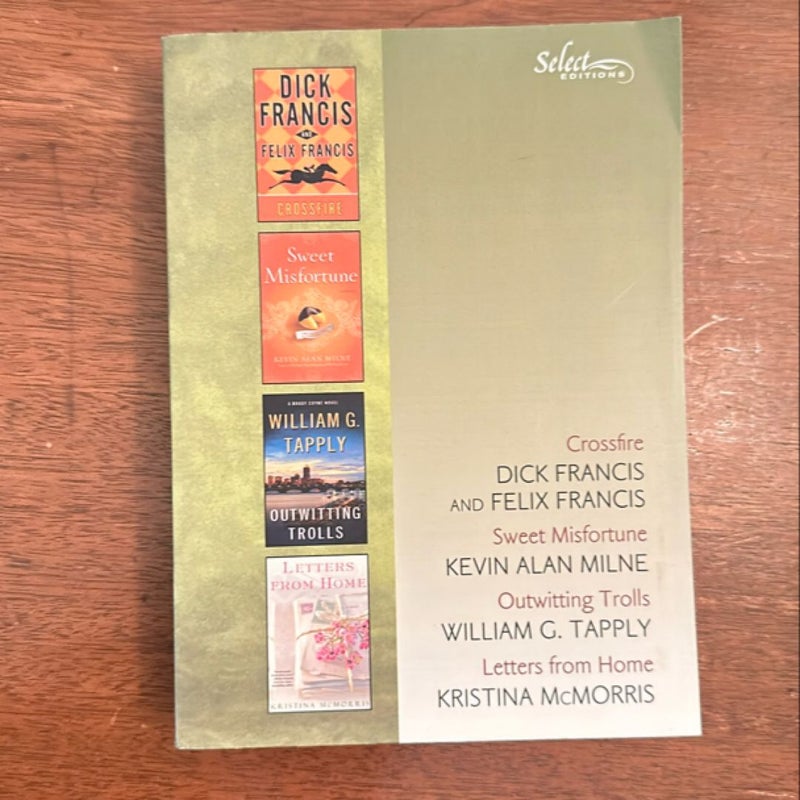 Select
EDITIONS
DICK
FRANCIS
AND
FELIX FRANCIS
CROSSFIRE
Sweet
Misfortune
KEVIN ALAN MILNE
A BRADY COYNE NOVEL
WILLIAM G.
TAPPLY
OUTWITTING
TROLLS
LETTERS
FROM HOME
KRISTINA McMORRIS
Crossfire
DICK FRANCIS
AND FELIX FRANCIS
Sweet Misfortune
KEVIN ALAN MILNE
Outwitting Trolls
WILLIAM G. TAPPLY
Letters from Home
KRISTINA McMORRIS